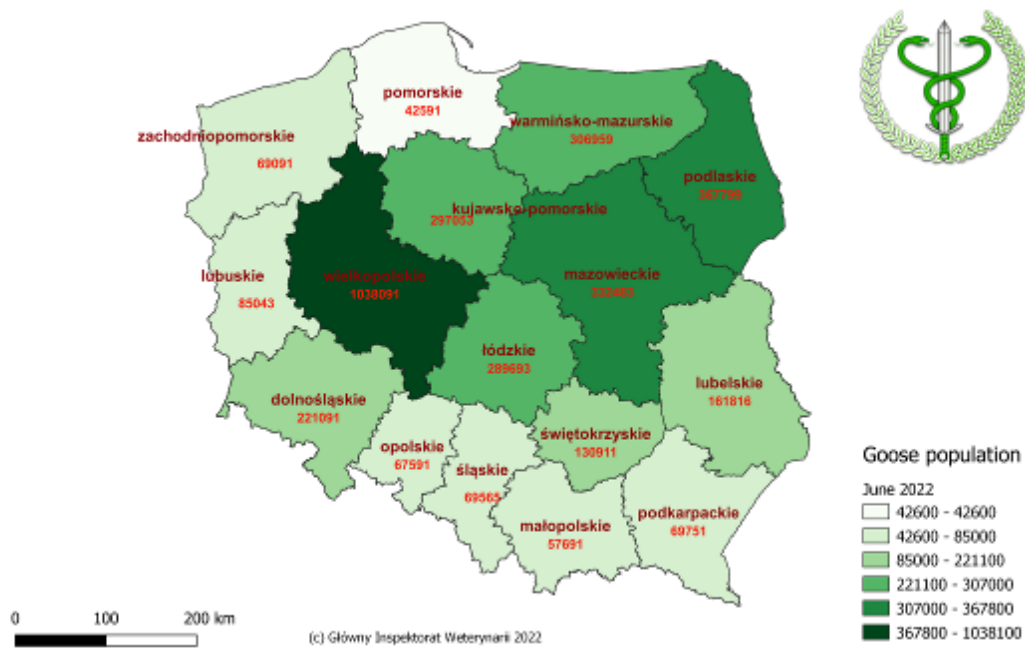 pomorskie
42591
zachodniopomorskie
69091
warmińsko-mazurskie
306959
podlaskie
367799
kujawsko-pomorskie
297053
mazowieckie
332483
lubuskie
85043
wielkopolskie
1038091
łódzkie
289693
lubelskie
161816
dolnośląskie
221091
świętokrzyskie
130911
opolskie
67591
śląskie
69565
małopolskie
57691
podkarpackie
69751
Goose population
June 2022
42600 - 42600
42600 - 85000
85000 - 221100
221100 - 307000
307000 - 367800
367800 - 1038100
0 100 200 km
(c) Główny Inspektorat Weterynarii 2022